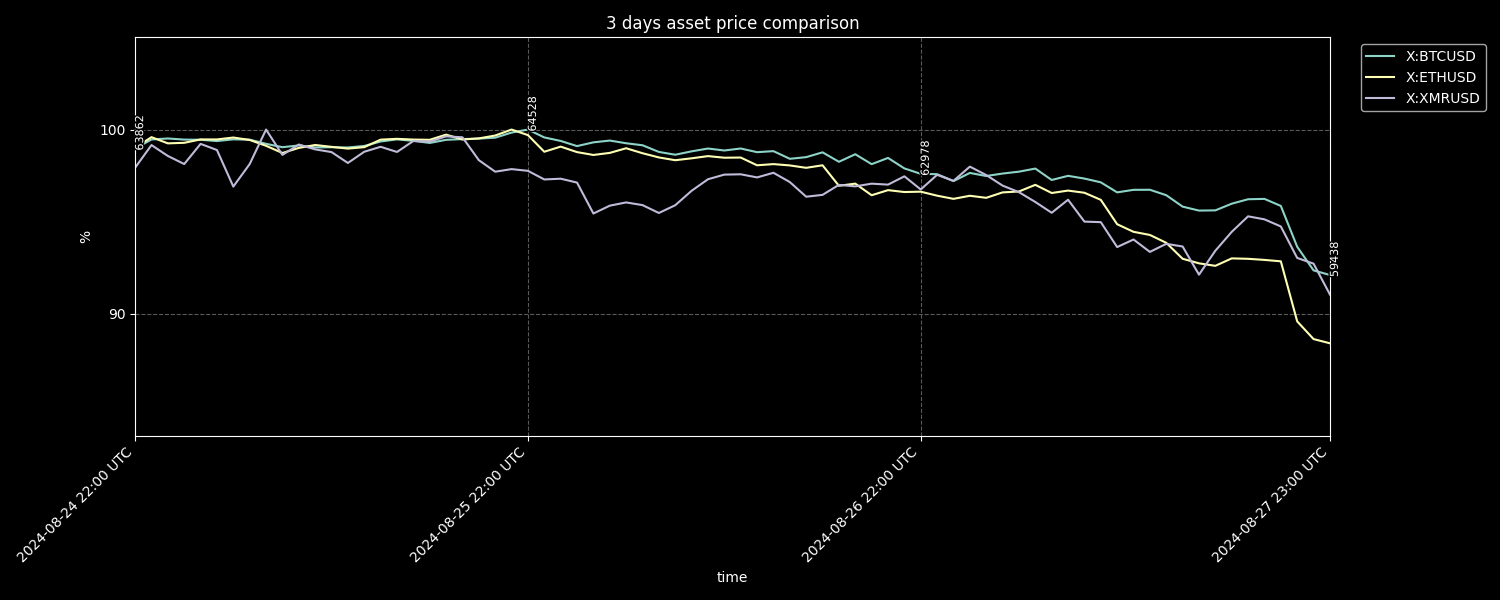 3 days asset price comparison
X:BTCUSD
X:ETHUSD
X:XMRUSD
100
90
%
63862
64528
62978
59438
2024-08-24 22:00 UTC
2024-08-25 22:00 UTC
2024-08-26 22:00 UTC
2024-08-27 23:00 UTC
time